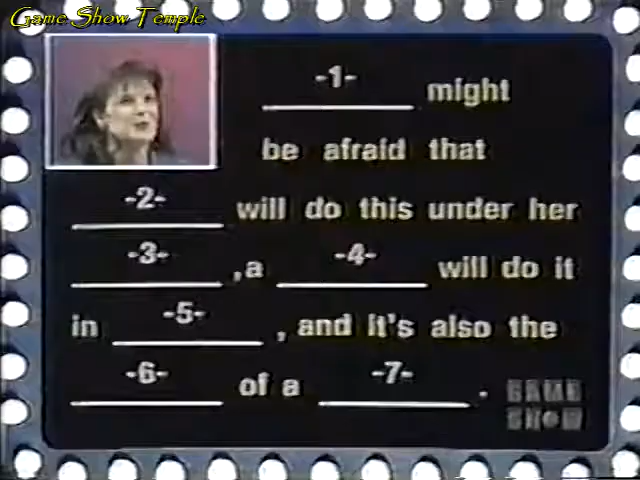 Game Show Temple
-1- might
be afraid that
-2- will do this under her
-3- , a -4- will do it
in -5- , and it's also the
-6- of a -7- .
GAME
SHOW